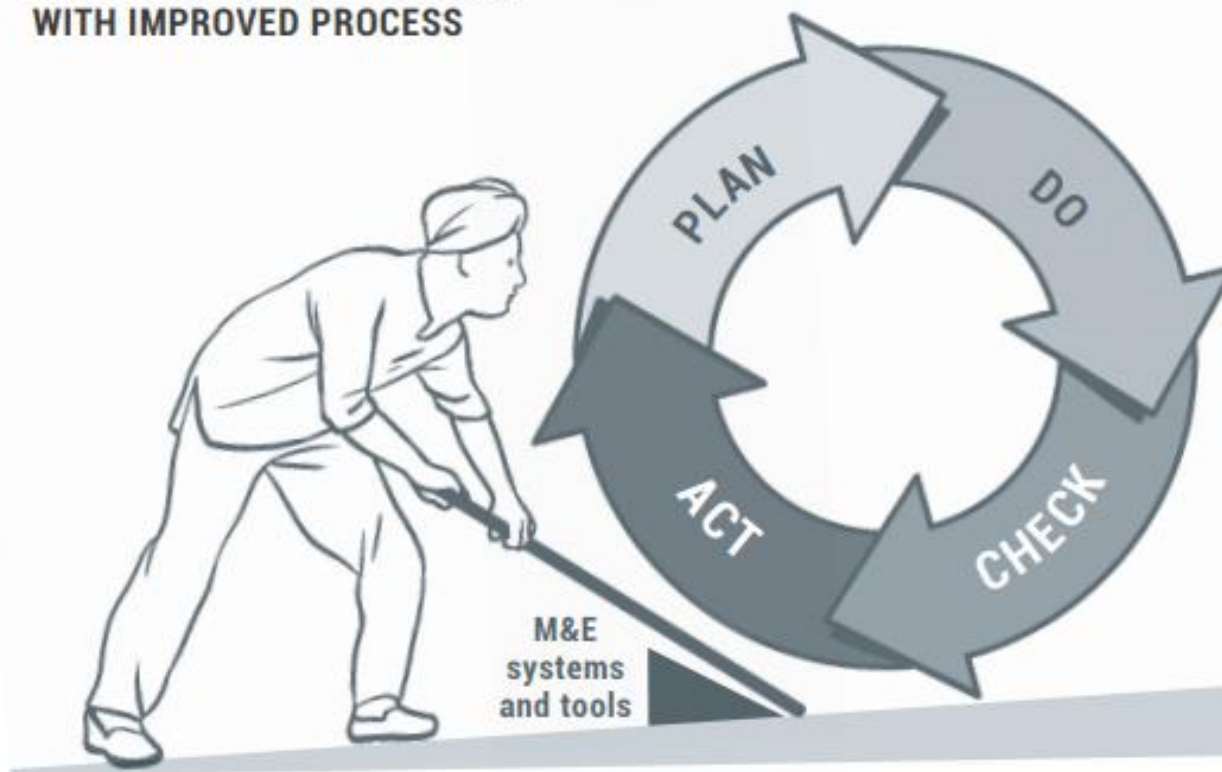 WITH IMPROVED PROCESS
PLAN
DO
CHECK
ACT
M&E
systems
and tools